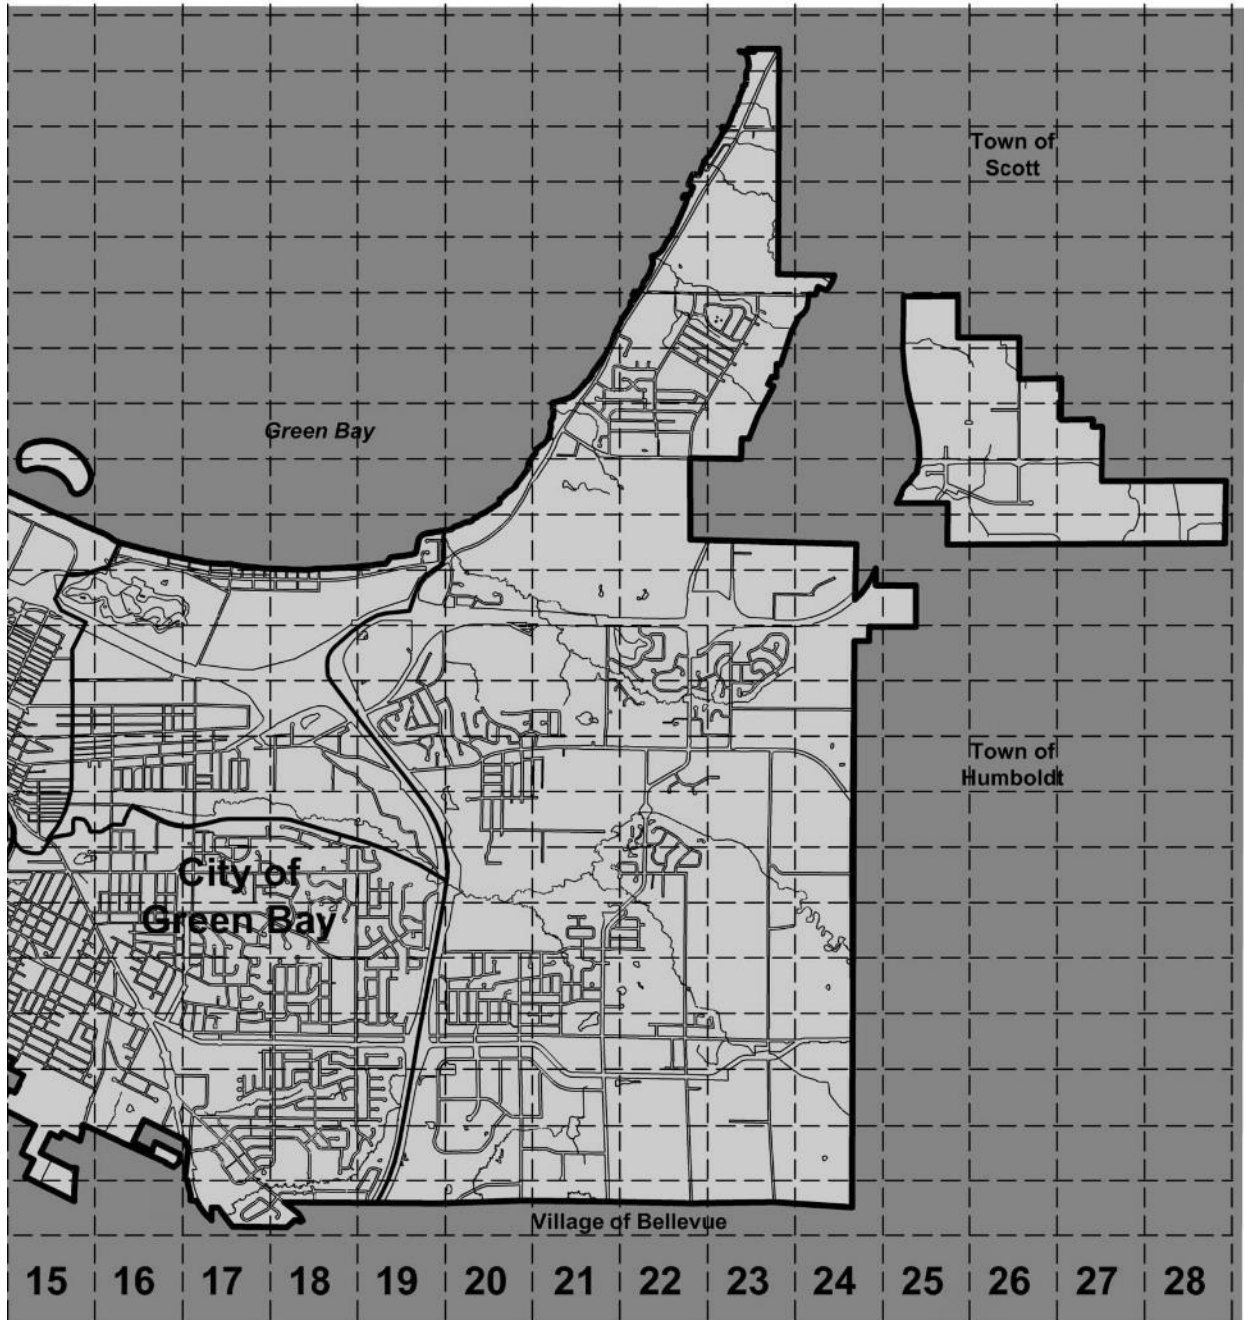 Town of
Scott
Green Bay
Town of
Humboldt
City of
Green Bay
Village of Bellevue
15 16 17 18 19 20 21 22 23 24 25 26 27 28